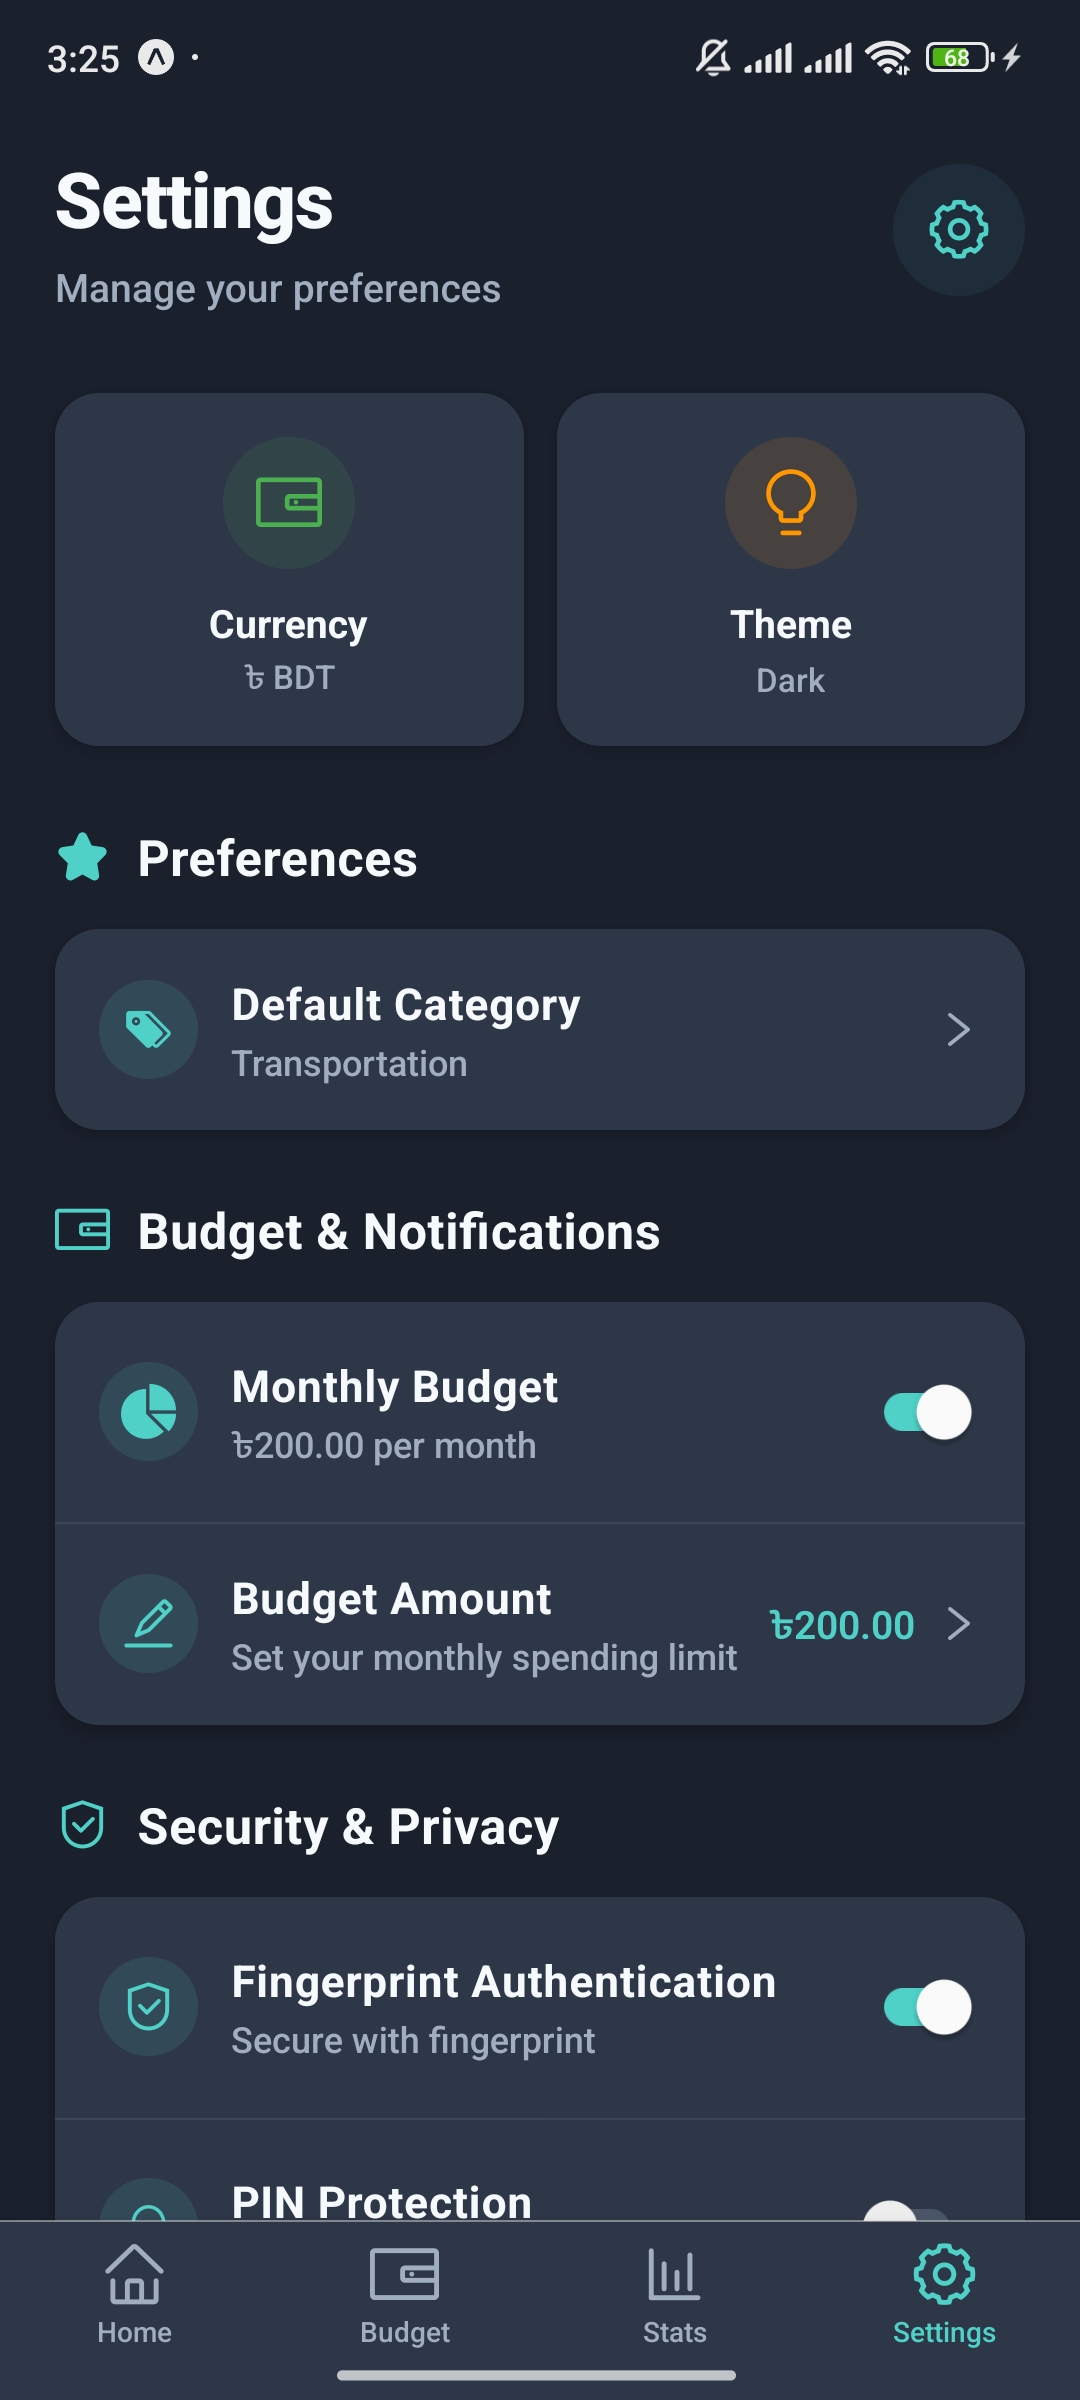 3:25
68
Settings
Manage your preferences
Currency
৳ BDT
Theme
Dark
Preferences
Default Category
Transportation
Budget & Notifications
Monthly Budget
৳200.00 per month
Budget Amount
Set your monthly spending limit
৳200.00
Security & Privacy
Fingerprint Authentication
Secure with fingerprint
PIN Protection
Home
Budget
Stats
Settings